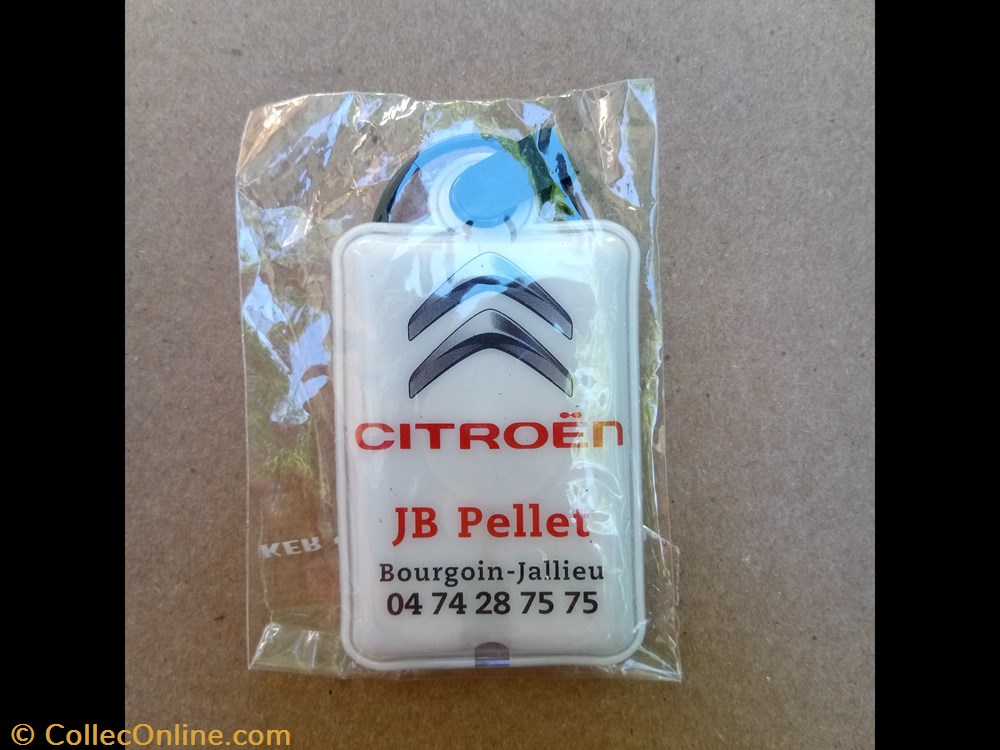 CITROËN
JB Pellet
Bourgoin-Jallieu
04 74 28 75 75
© CollecOnline.com